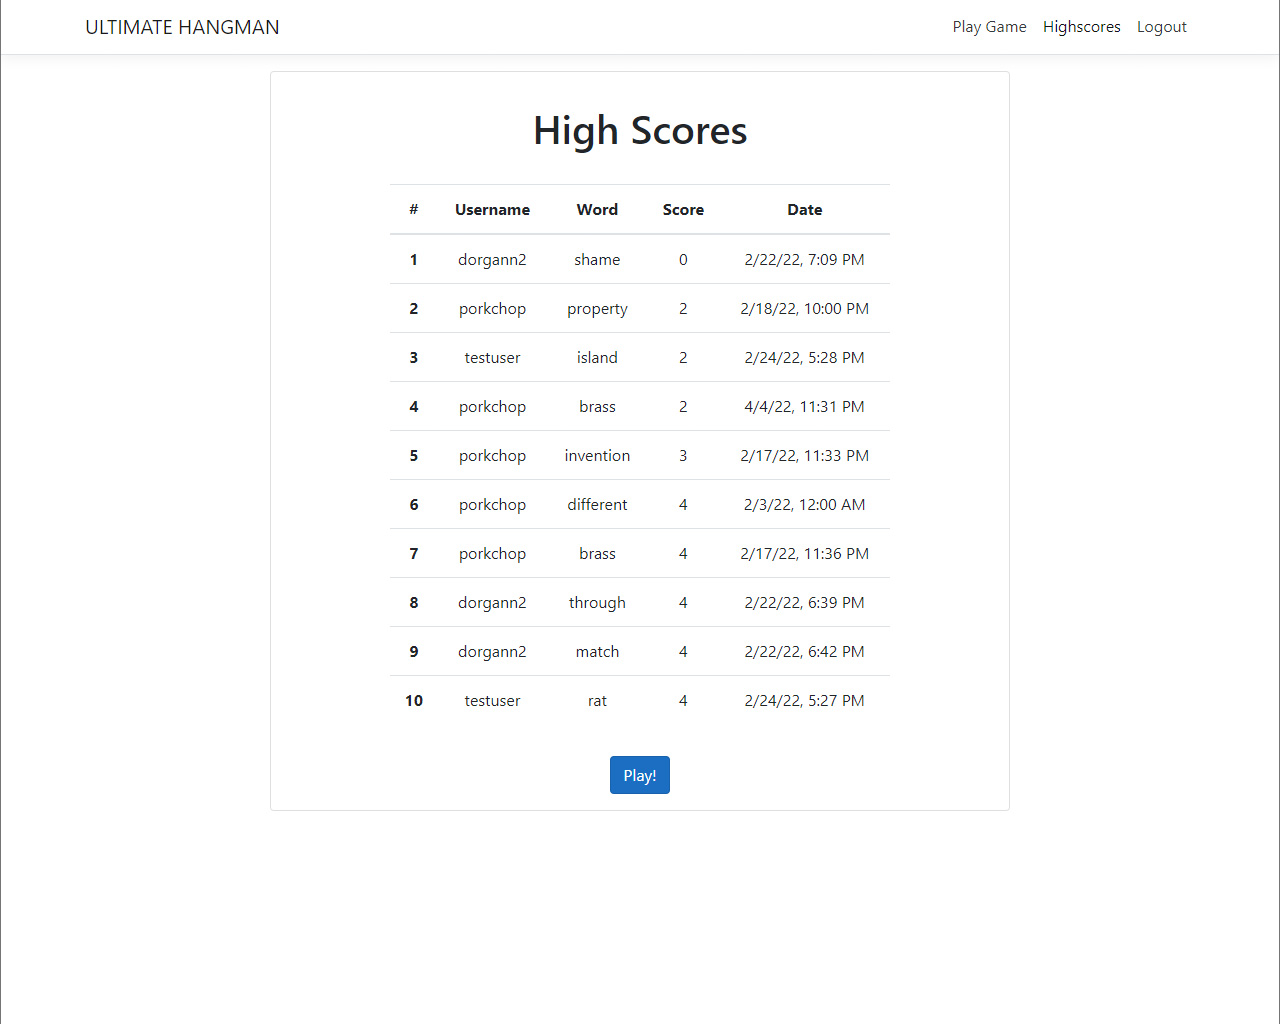 ULTIMATE HANGMAN Play Game Highscores Logout
High Scores
# Username Word Score Date
1 dorgann2 shame 0 2/22/22, 7:09 PM
2 porkchop property 2 2/18/22, 10:00 PM
3 testuser island 2 2/24/22, 5:28 PM
4 porkchop brass 2 4/4/22, 11:31 PM
5 porkchop invention 3 2/17/22, 11:33 PM
6 porkchop different 4 2/3/22, 12:00 AM
7 porkchop brass 4 2/17/22, 11:36 PM
8 dorgann2 through 4 2/22/22, 6:39 PM
9 dorgann2 match 4 2/22/22, 6:42 PM
10 testuser rat 4 2/24/22, 5:27 PM
Play!